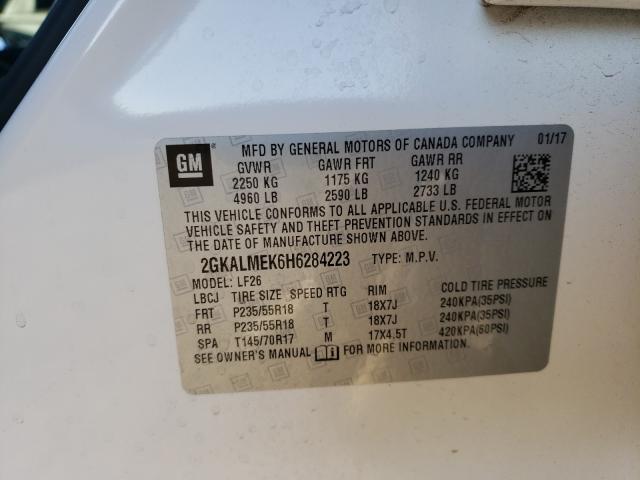 GM MFD BY GENERAL MOTORS OF CANADA COMPANY 01/17
GVWR GAWR FRT GAWR RR
2250 KG 1175 KG 1240 KG
4960 LB 2590 LB 2733 LB
THIS VEHICLE CONFORMS TO ALL APPLICABLE U.S. FEDERAL MOTOR
VEHICLE SAFETY AND THEFT PREVENTION STANDARDS IN EFFECT ON
THE DATE OF MANUFACTURE SHOWN ABOVE.
2GKALMEK6H6284223 TYPE: M.P.V.
MODEL: LF26
LBCJ TIRE SIZE SPEED RTG RIM COLD TIRE PRESSURE
FRT P235/55R18 T 18X7J 240KPA(35PSI)
RR P235/55R18 T 18X7J 240KPA(35PSI)
SPA T145/70R17 M 17X4.5T 420KPA(60PSI)
SEE OWNER'S MANUAL FOR MORE INFORMATION.